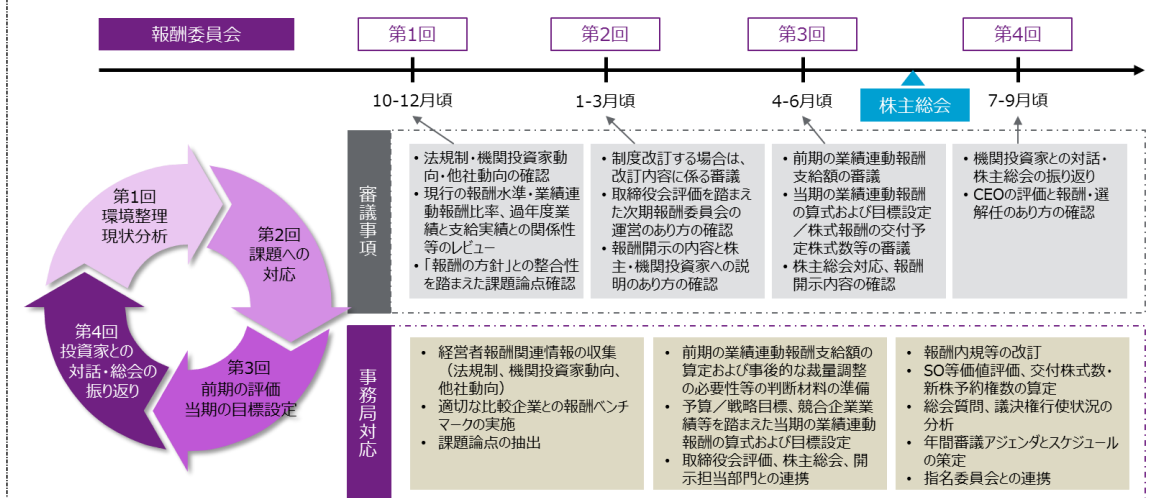 報酬委員会
第1回
第2回
第3回
第4回
10-12月頃
1-3月頃
4-6月頃
株主総会
7-9月頃
第1回
環境整理
現状分析
第2回
課題への
対応
第3回
前期の評価
当期の目標設定
第4回
投資家との
対話・総会の
振り返り
審議事項
• 法規制・機関投資家動
向・他社動向の確認
• 現行の報酬水準・業績連
動報酬比率、過年度業
績と支給実績との関係性
等のレビュー
• 「報酬の方針」との整合性
を踏まえた課題論点確認
• 制度改訂する場合は、
改訂内容に係る審議
• 取締役会評価を踏まえ
た次期報酬委員会の
運営のあり方の確認
• 報酬開示の内容と株
主・機関投資家への説
明のあり方の確認
• 前期の業績連動報酬
支給額の審議
• 当期の業績連動報酬
の算式および目標設定
／株式報酬の交付予
定株式数等の審議
• 株主総会対応、報酬
開示内容の確認
• 機関投資家との対話・
株主総会の振り返り
• CEOの評価と報酬・選
解任のあり方の確認
事務局対応
• 経営者報酬関連情報の収集
（法規制、機関投資家動向、
他社動向）
• 適切な比較企業との報酬ベンチ
マークの実施
• 課題論点の抽出
• 前期の業績連動報酬支給額の
算定および事後的な裁量調整
の必要性等の判断材料の準備
• 予算／戦略目標、競合企業業
績等を踏まえた当期の業績連動
報酬の算式および目標設定
• 取締役会評価、株主総会、開
示担当部門との連携
• 報酬内規等の改訂
• SO等価値評価、交付株式数・
新株予約権数の算定
• 総会質問、議決権行使状況の
分析
• 年間審議アジェンダとスケジュール
の策定
• 指名委員会との連携